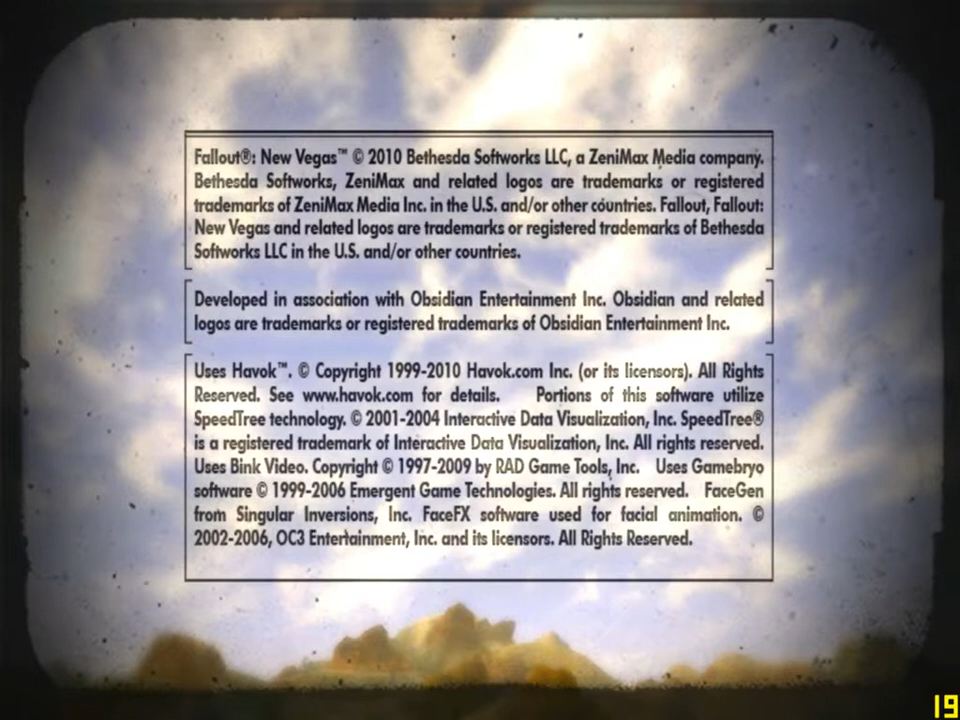 Fallout®: New Vegas™ © 2010 Bethesda Softworks LLC, a ZeniMax Media company.
Bethesda Softworks, ZeniMax and related logos are trademarks or registered
trademarks of ZeniMax Media Inc. in the U.S. and/or other countries. Fallout, Fallout:
New Vegas and related logos are trademarks or registered trademarks of Bethesda
Softworks LLC in the U.S. and/or other countries.
Developed in association with Obsidian Entertainment Inc. Obsidian and related
logos are trademarks or registered trademarks of Obsidian Entertainment Inc.
Uses Havok™. © Copyright 1999-2010 Havok.com Inc. (or its licensors). All Rights
Reserved. See www.havok.com for details. Portions of this software utilize
SpeedTree technology. © 2001-2004 Interactive Data Visualization, Inc. SpeedTree®
is a registered trademark of Interactive Data Visualization, Inc. All rights reserved.
Uses Bink Video. Copyright © 1997-2009 by RAD Game Tools, Inc. Uses Gamebryo
software © 1999-2006 Emergent Game Technologies. All rights reserved. FaceGen
from Singular Inversions, Inc. FaceFX software used for facial animation. ©
2002-2006, OC3 Entertainment, Inc. and its licensors. All Rights Reserved.
19